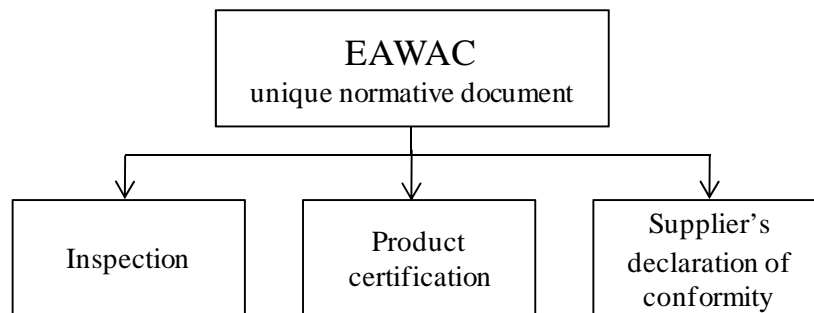 EAWAC
unique normative document
Inspection
Product
certification
Supplier's
declaration of
conformity